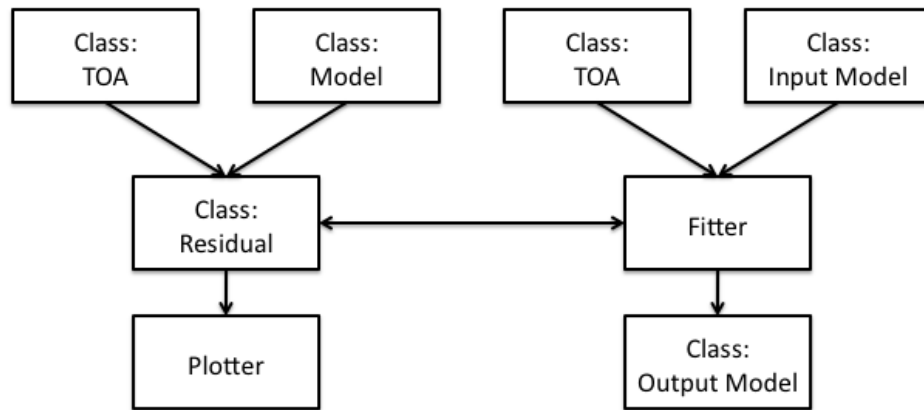 Class:
TOA
Class:
Model
Class:
TOA
Class:
Input Model
Class:
Residual
Fitter
Plotter
Class:
Output Model